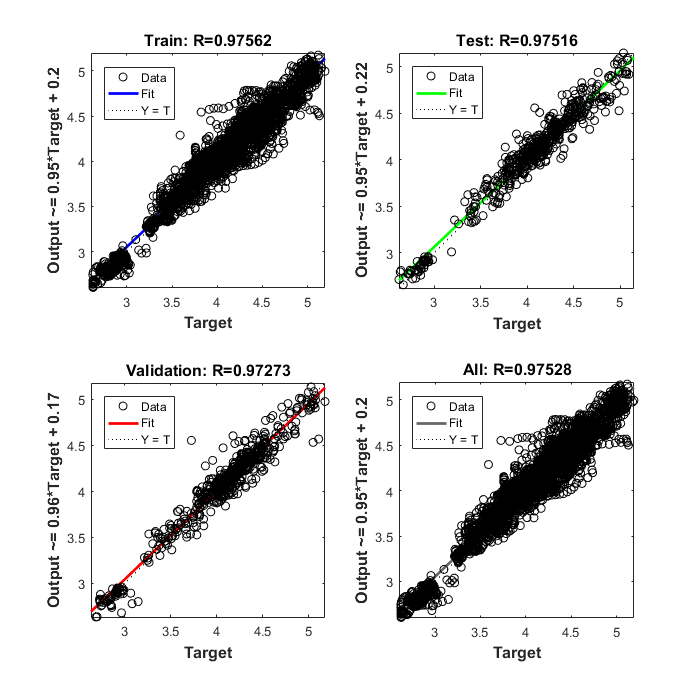 Train: R=0.97562
Output ~= 0.95*Target + 0.2
5
4.5
4
3.5
3
Data
Fit
Y = T
3 3.5 4 4.5 5
Target
Test: R=0.97516
Output ~= 0.95*Target + 0.22
5
4.5
4
3.5
3
Data
Fit
Y = T
3 3.5 4 4.5 5
Target
Validation: R=0.97273
Output ~= 0.96*Target + 0.17
5
4.5
4
3.5
3
Data
Fit
Y = T
3 3.5 4 4.5 5
Target
All: R=0.97528
Output ~= 0.95*Target + 0.2
5
4.5
4
3.5
3
Data
Fit
Y = T
3 3.5 4 4.5 5
Target